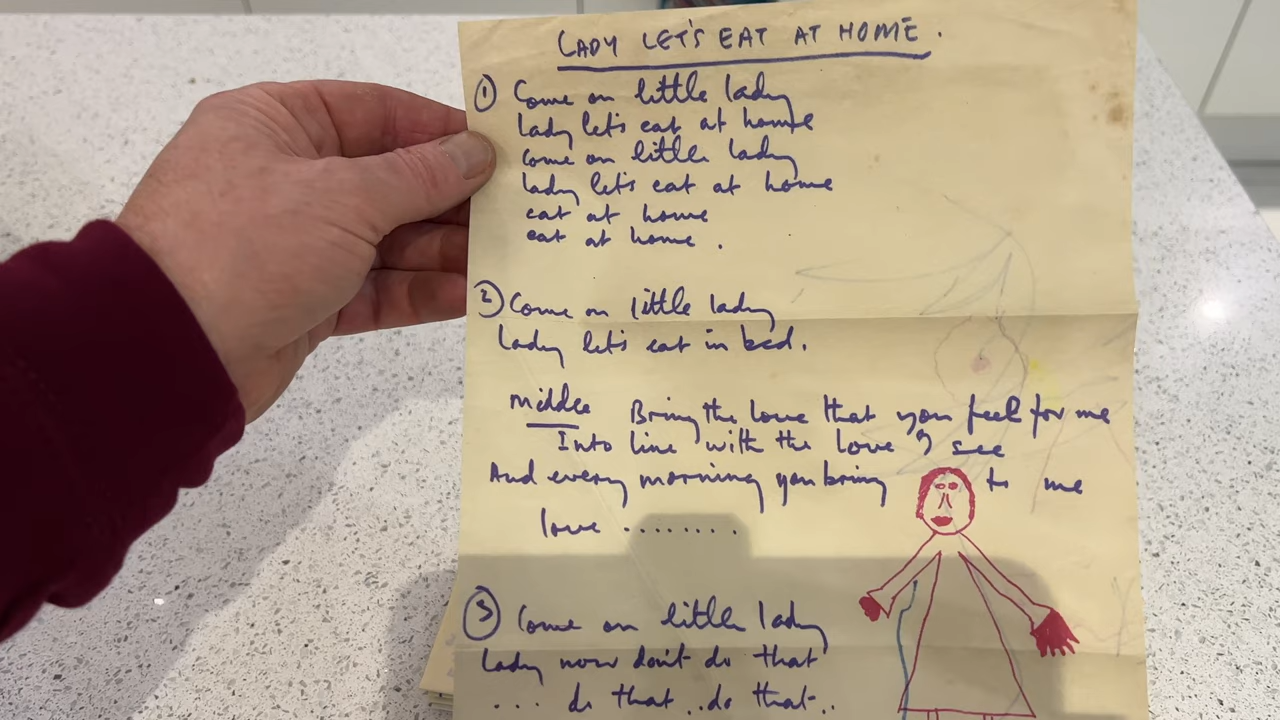 LADY LET'S EAT AT HOME.
① Come on little lady
lady let's eat at home
come on little lady
lady let's eat at home
eat at home
eat at home.
② Come on little lady
Lady let's eat in bed.
middle Bring the love that you feel for me
Into line with the love I see
And every morning you bring to me
love ........
③ Come on little lady
lady now don't do that
.... do that .. do that..